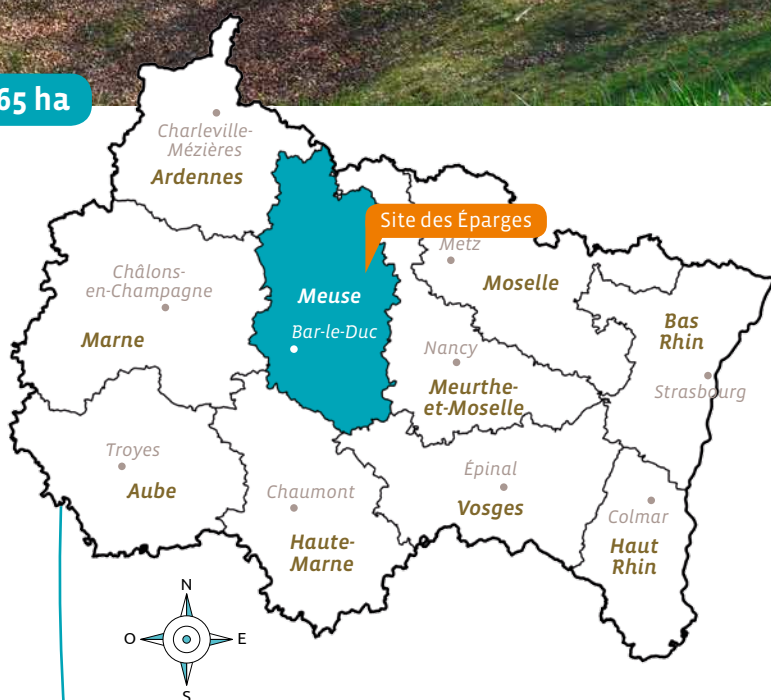 65 ha
Charleville-
Mézières
Ardennes
Site des Éparges
Metz
Moselle
Châlons-
en-Champagne
Marne
Meuse
Bar-le-Duc
Bas
Rhin
Strasbourg
Nancy
Meurthe-
et-Moselle
Troyes
Aube
Chaumont
Haute-
Marne
Épinal
Vosges
Colmar
Haut
Rhin
N
O
E
S